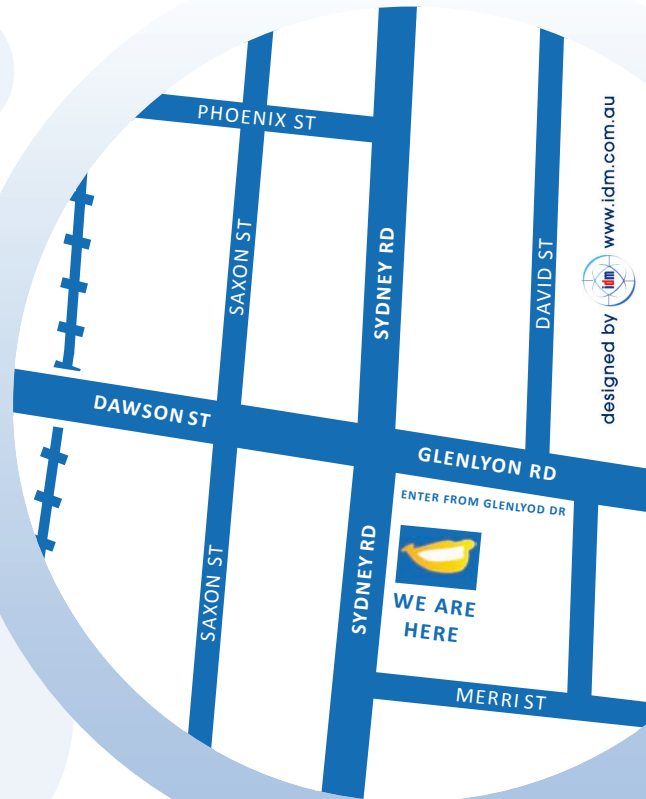 PHOENIX ST
SAXON ST
SYDNEY RD
DAVID ST
designed by idm www.idm.com.au
DAWSON ST
GLENLYON RD
ENTER FROM GLENLYOD DR
SAXON ST
SYDNEY RD
WE ARE
HERE
MERRI ST